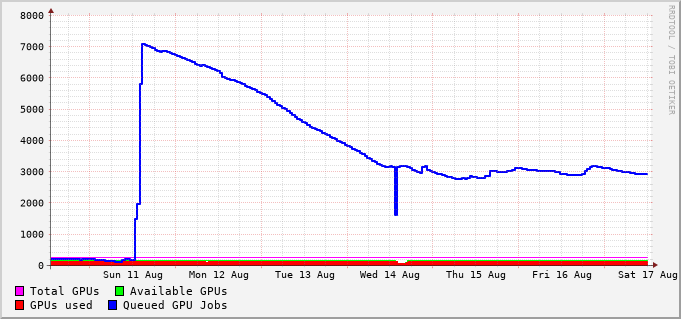 8000
7000
6000
5000
4000
3000
2000
1000
0
Sun 11 Aug Mon 12 Aug Tue 13 Aug Wed 14 Aug Thu 15 Aug Fri 16 Aug Sat 17 Aug
Total GPUs Available GPUs
GPUs used Queued GPU Jobs
RRDTOOL / TOBI OETIKER